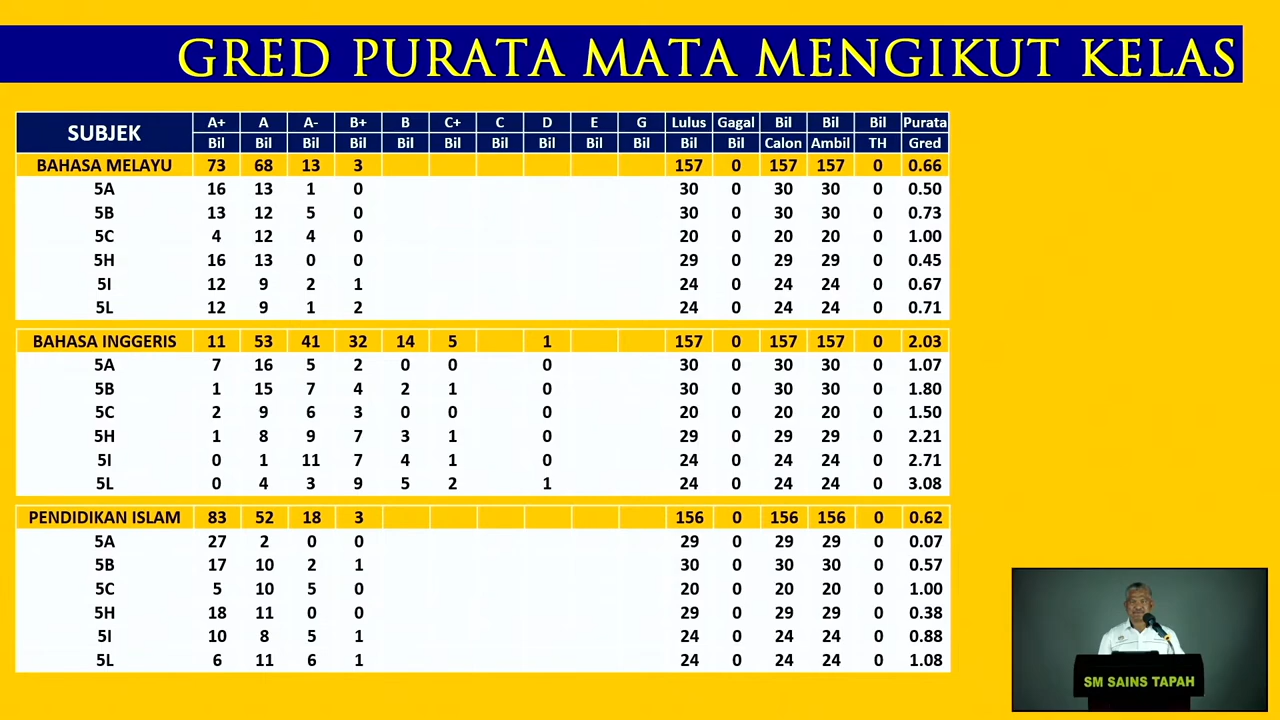 GRED PURATA MATA MENGIKUT KELAS
SUBJEK A+ A A- B+ B C+ C D E G Lulus Gagal Bil Bil Bil Purata
Bil Bil Bil Bil Bil Bil Bil Bil Bil Bil Bil Bil Calon Ambil TH Gred
BAHASA MELAYU 73 68 13 3 157 0 157 157 0 0.66
5A 16 13 1 0 30 0 30 30 0 0.50
5B 13 12 5 0 30 0 30 30 0 0.73
5C 4 12 4 0 20 0 20 20 0 1.00
5H 16 13 0 0 29 0 29 29 0 0.45
5I 12 9 2 1 24 0 24 24 0 0.67
5L 12 9 1 2 24 0 24 24 0 0.71
BAHASA INGGERIS 11 53 41 32 14 5 1 157 0 157 157 0 2.03
5A 7 16 5 2 0 0 0 30 0 30 30 0 1.07
5B 1 15 7 4 2 1 0 30 0 30 30 0 1.80
5C 2 9 6 3 0 0 0 20 0 20 20 0 1.50
5H 1 8 9 7 3 1 0 29 0 29 29 0 2.21
5I 0 1 11 7 4 1 0 24 0 24 24 0 2.71
5L 0 4 3 9 5 2 1 24 0 24 24 0 3.08
PENDIDIKAN ISLAM 83 52 18 3 156 0 156 156 0 0.62
5A 27 2 0 0 29 0 29 29 0 0.07
5B 17 10 2 1 30 0 30 30 0 0.57
5C 5 10 5 0 20 0 20 20 0 1.00
5H 18 11 0 0 29 0 29 29 0 0.38
5I 10 8 5 1 24 0 24 24 0 0.88
5L 6 11 6 1 24 0 24 24 0 1.08
SM SAINS TAPAH